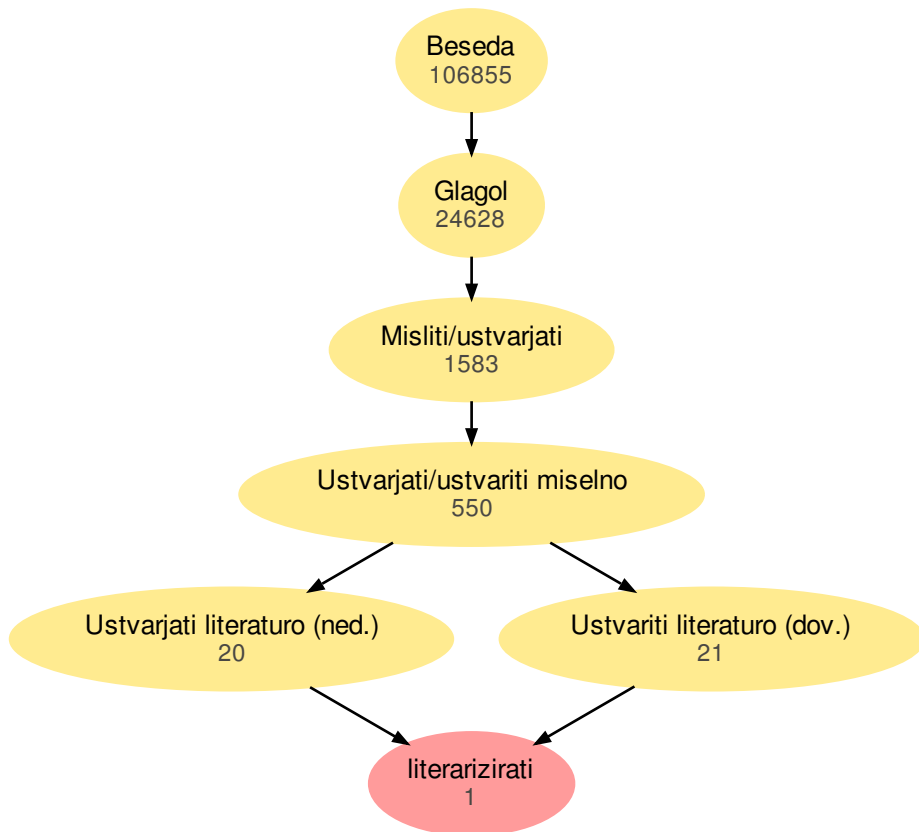 Beseda
106855
Glagol
24628
Misliti/ustvarjati
1583
Ustvarjati/ustvariti miselno
550
Ustvarjati literaturo (ned.)
20
Ustvariti literaturo (dov.)
21
literarizirati
1